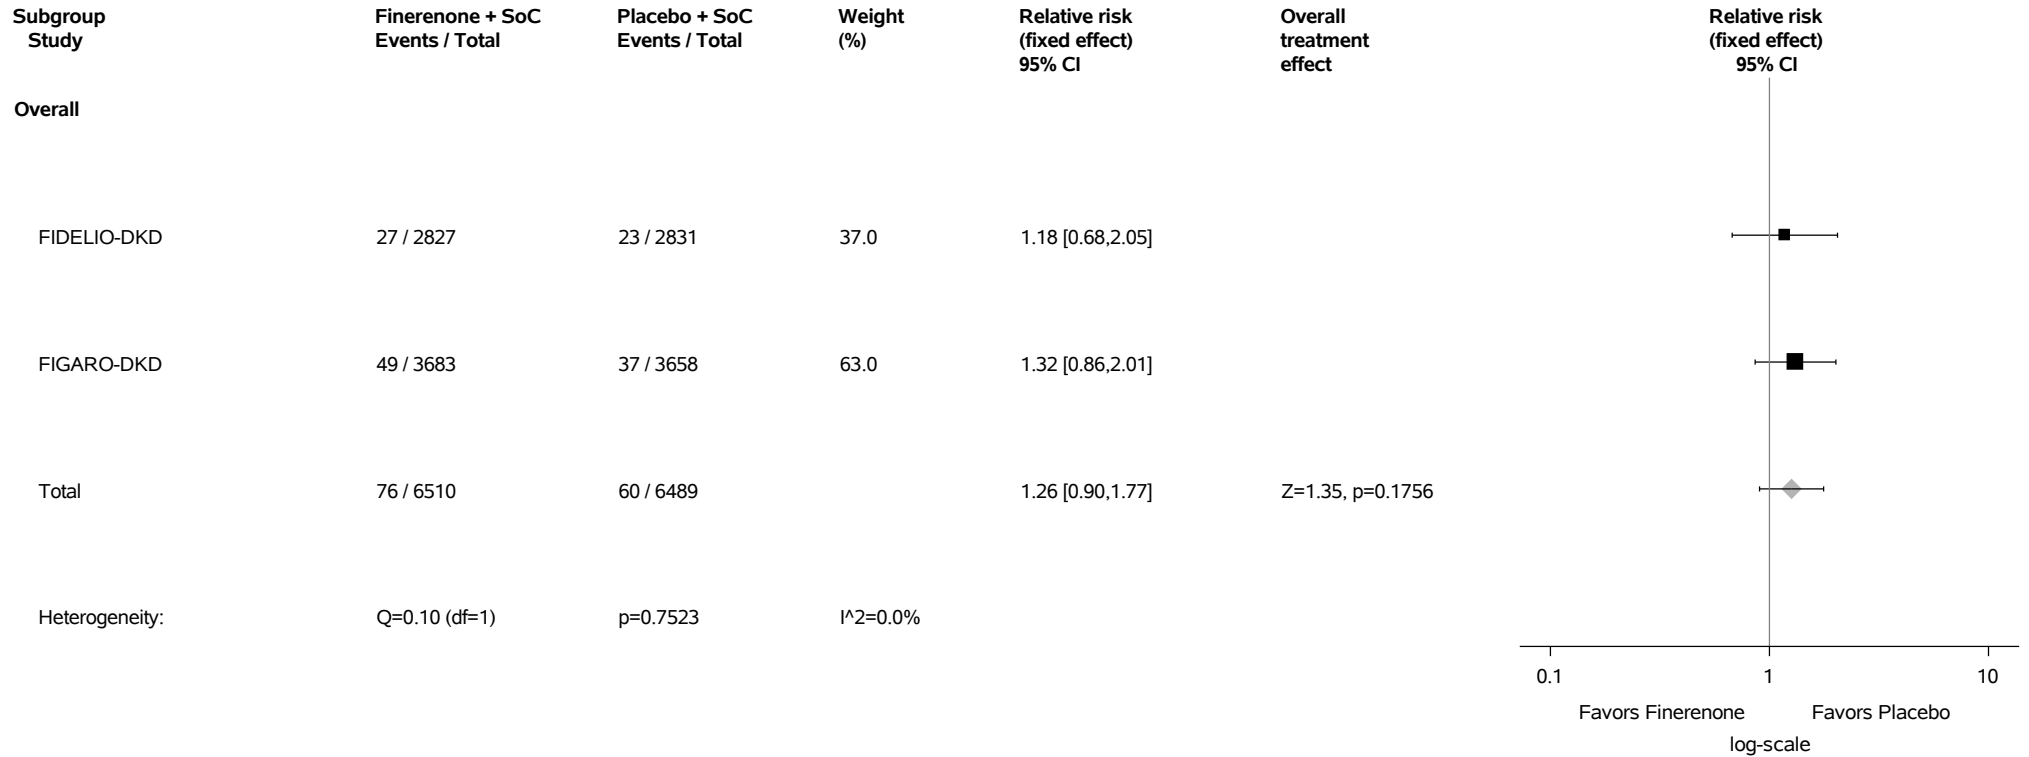 Subgroup Finerenone + SoC Placebo + SoC Weight Relative risk Overall Relative risk
Study Events / Total Events / Total (%) (fixed effect) treatment (fixed effect)
95% CI effect 95% CI
Overall
FIDELIO-DKD 27 / 2827 23 / 2831 37.0 1.18 [0.68,2.05]
FIGARO-DKD 49 / 3683 37 / 3658 63.0 1.32 [0.86,2.01]
Total 76 / 6510 60 / 6489 1.26 [0.90,1.77] Z=1.35, p=0.1756
Heterogeneity: Q=0.10 (df=1) p=0.7523 I^2=0.0%
0.1 1 10
Favors Finerenone Favors Placebo
log-scale